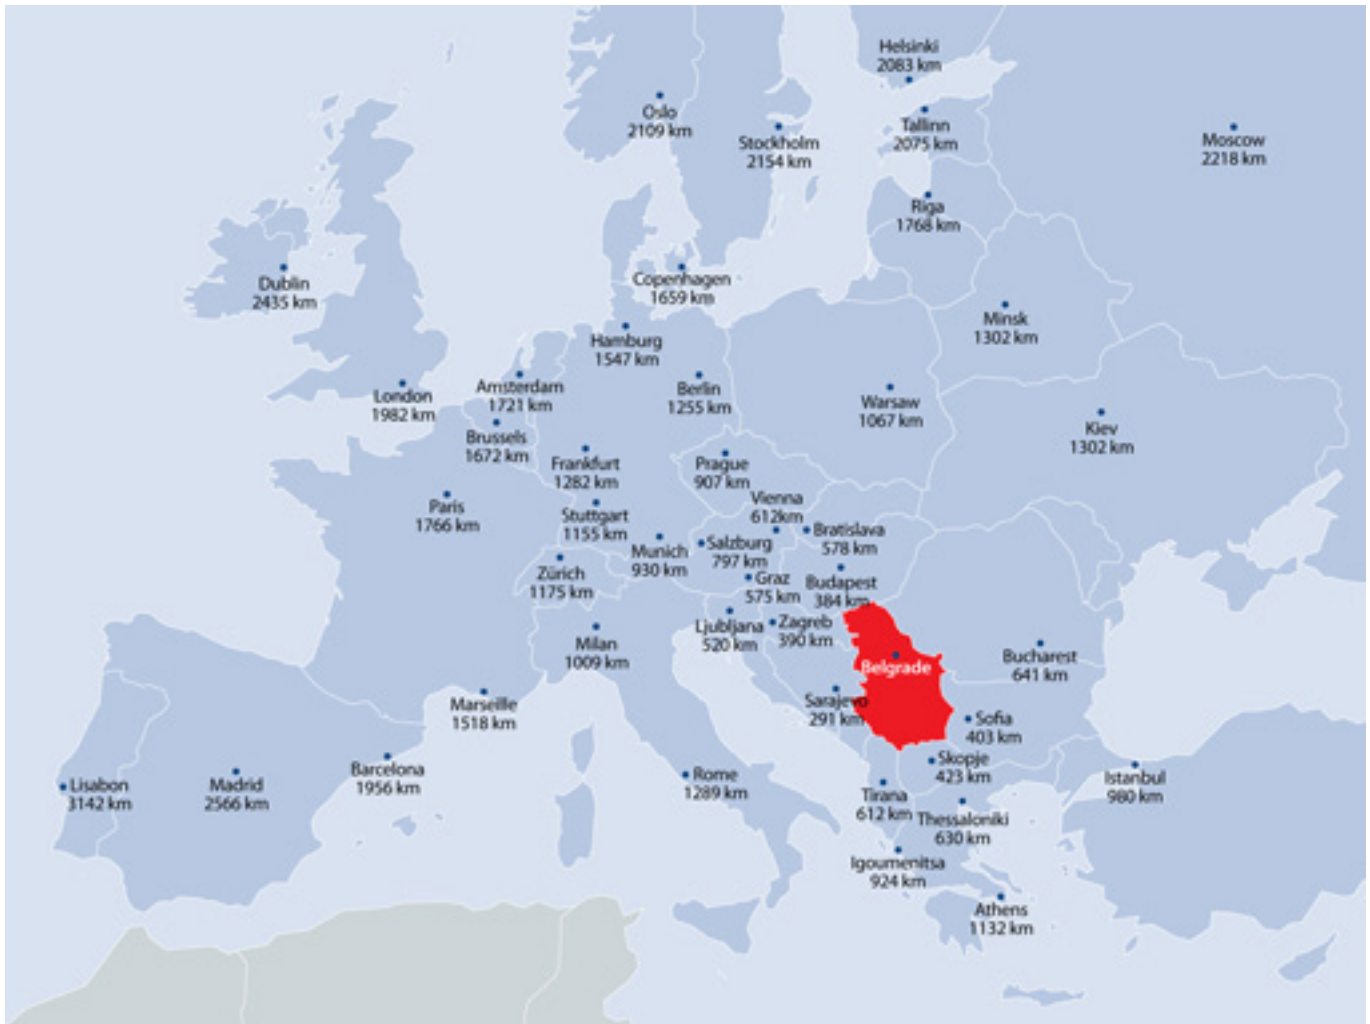 Helsinki
2083 km
Oslo
2109 km
Stockholm
2154 km
Tallinn
2075 km
Moscow
2218 km
Riga
1768 km
Dublin
2435 km
Copenhagen
1659 km
Minsk
1302 km
Hamburg
1547 km
London
1982 km
Amsterdam
1721 km
Berlin
1255 km
Warsaw
1067 km
Kiev
1302 km
Brussels
1672 km
Frankfurt
1282 km
Prague
907 km
Vienna
612km
Paris
1766 km
Stuttgart
1155 km
Munich
930 km
Salzburg
797 km
Bratislava
578 km
Zürich
1175 km
Graz
575 km
Budapest
384 km
Ljubljana
520 km
Zagreb
390 km
Milan
1009 km
Belgrade
Bucharest
641 km
Marseille
1518 km
Sarajevo
291 km
Sofia
403 km
Skopje
423 km
Barcelona
1956 km
Rome
1289 km
Istanbul
980 km
Lisabon
3142 km
Madrid
2566 km
Tirana
612 km
Thessaloniki
630 km
Igoumenitsa
924 km
Athens
1132 km